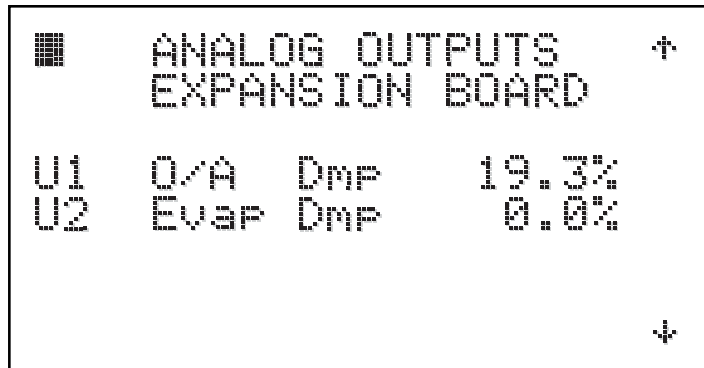 ANALOG OUTPUTS
EXPANSION BOARD
U1 O/A Dmp 19.3%
U2 Evap Dmp 0.0%